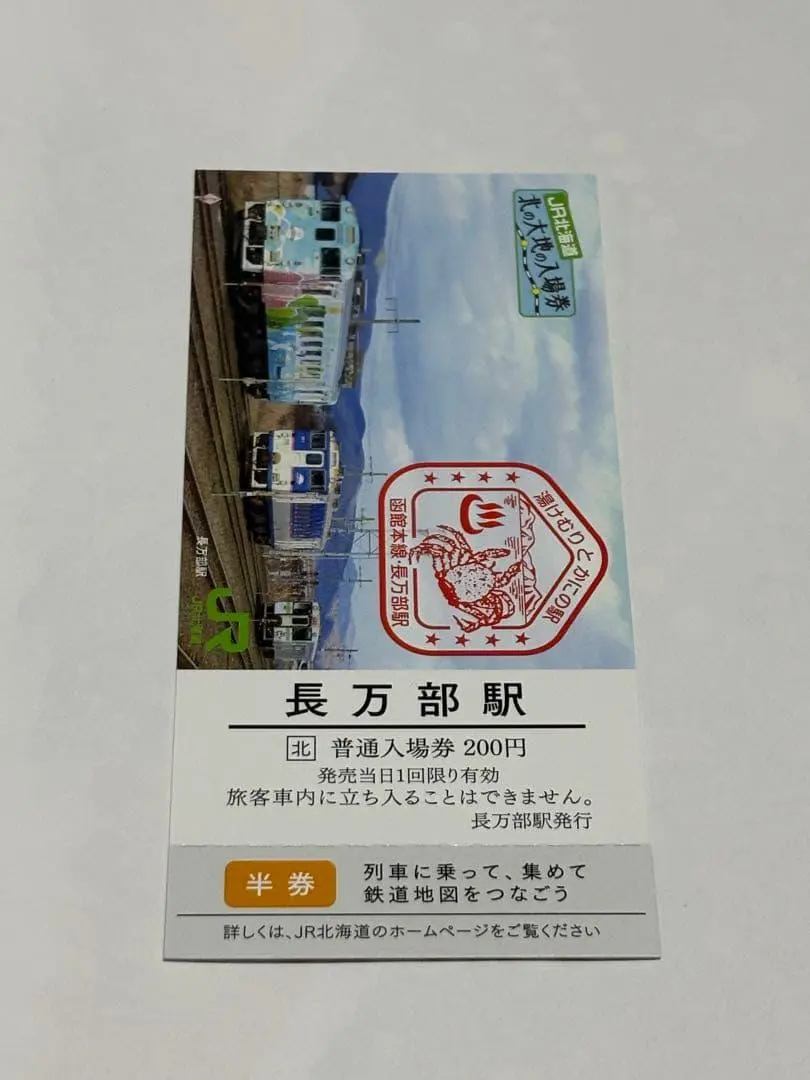 JR北海道
北の大地の入場券
湯けむりとかにの駅
函館本線・長万部駅
長万部駅
JR
JR北海道
長万部駅
北 普通入場券 200円
発売当日1回限り有効
旅客車内に立ち入ることはできません。
長万部駅発行
半券
列車に乗って、集めて
鉄道地図をつなごう
詳しくは、JR北海道のホームページをご覧ください